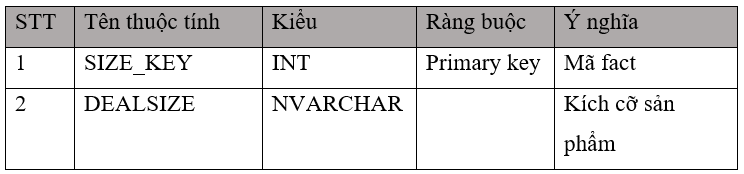 STT Tên thuộc tính Kiểu Ràng buộc Ý nghĩa
1 SIZE_KEY INT Primary key Mã fact
2 DEALSIZE NVARCHAR Kích cỡ sản
phẩm